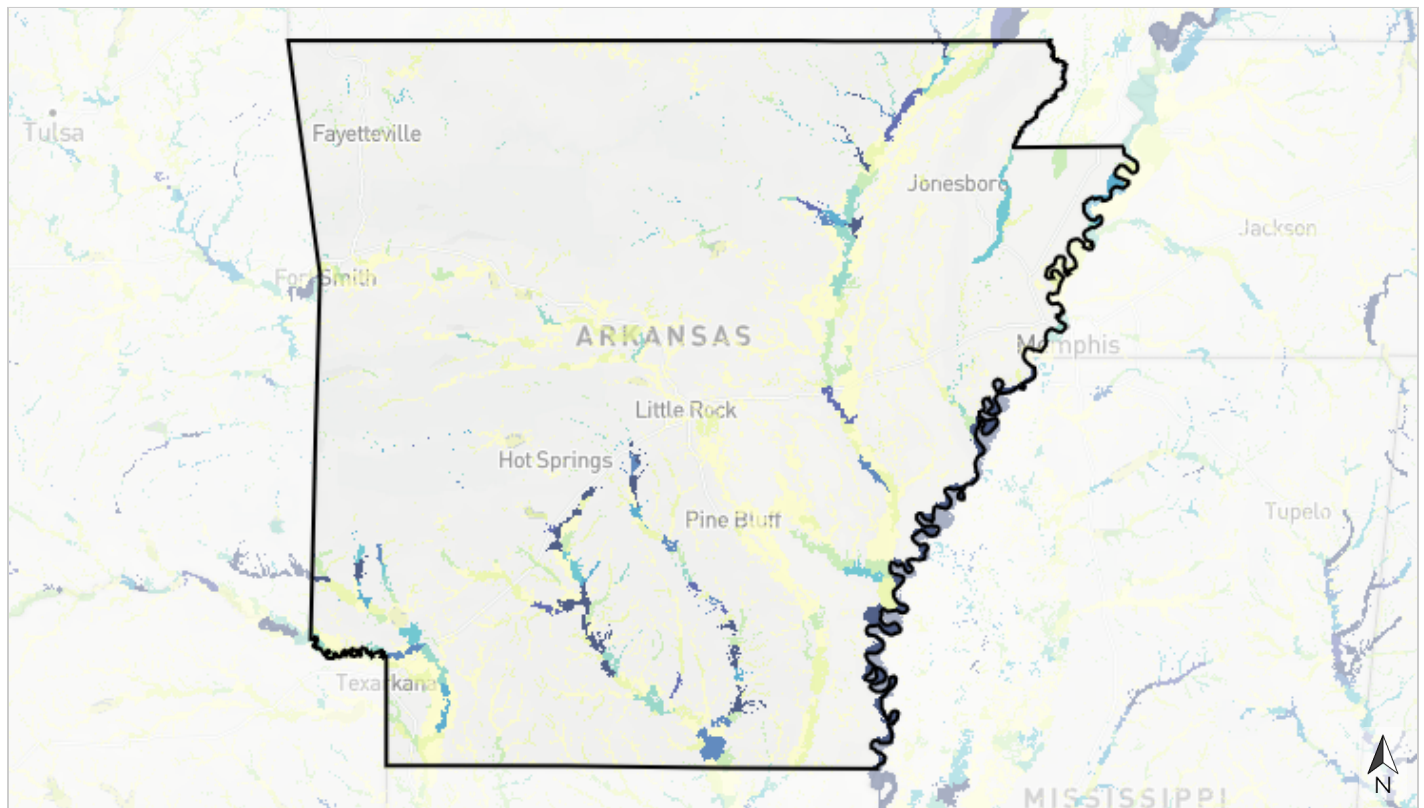 Tulsa
Fayetteville
Jonesboro
Jackson
Fort Smith
ARKANSAS
Memphis
Little Rock
Hot Springs
Tupelo
Pine Bluff
Texarkana
MISSISSIPPI
N